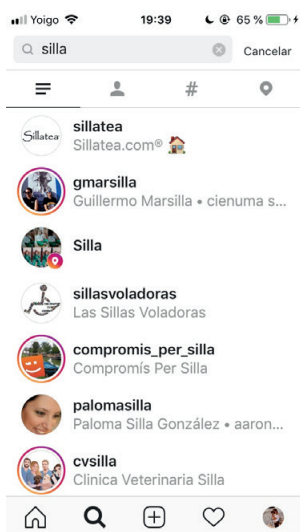 Yoigo 19:39 65 %
silla Cancelar
#
Sillatea
sillatea
Sillatea.com®
gmarsilla
Guillermo Marsilla • cienuma s...
Silla
sillasvoladoras
Las Sillas Voladoras
compromis_per_silla
Compromís Per Silla
palomasilla
Paloma Silla González • aaron...
cvsilla
Clinica Veterinaria Silla